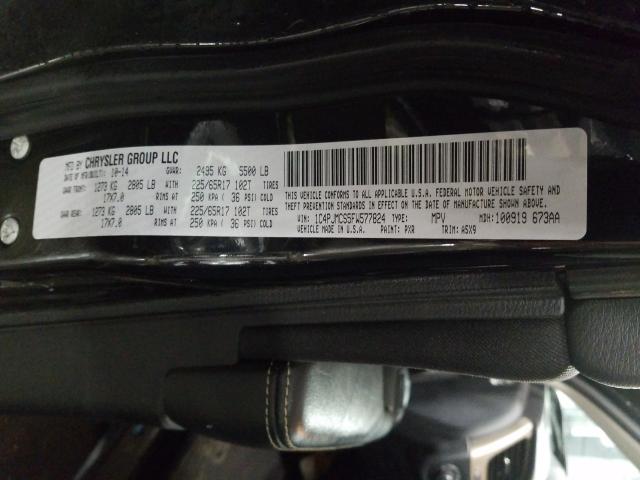 MFD BY CHRYSLER GROUP LLC
DATE OF MFR(BUILT): 10-14 GVWR: 2495 KG 5500 LB
GAWR FRONT: 1273 KG 2805 LB WITH 225/65R17 102T TIRES
17X7.0 RIMS AT 250 KPA ( 36 PSI) COLD
GAWR REAR: 1273 KG 2805 LB WITH 225/65R17 102T TIRES
17X7.0 RIMS AT 250 KPA ( 36 PSI) COLD
THIS VEHICLE CONFORMS TO ALL APPLICABLE U.S.A. FEDERAL MOTOR VEHICLE SAFETY AND
THEFT PREVENTION STANDARDS IN EFFECT ON THE DATE OF MANUFACTURE SHOWN ABOVE.
VIN: 1C4PJMCS5FW577824 TYPE: MPV MDH: 100919 673AA
VEHICLE MADE IN U.S.A. PAINT: PXR TRIM: A5X9